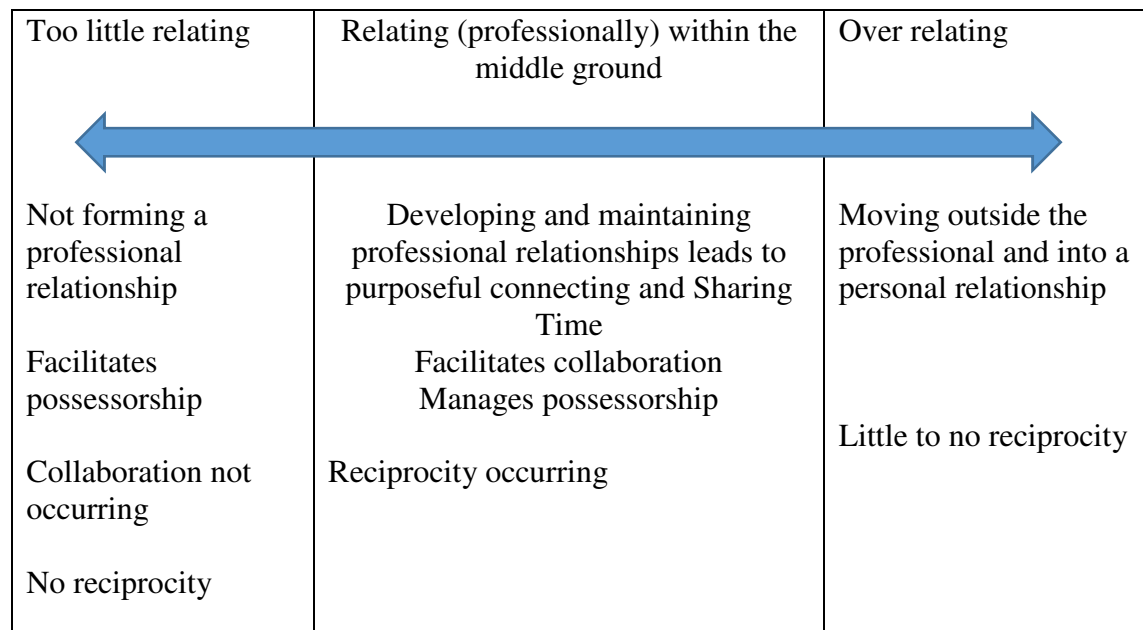 Too little relating
Relating (professionally) within the
middle ground
Over relating
Not forming a
professional
relationship
Facilitates
possessorship
Collaboration not
occurring
No reciprocity
Developing and maintaining
professional relationships leads to
purposeful connecting and Sharing
Time
Facilitates collaboration
Manages possessorship
Reciprocity occurring
Moving outside the
professional and into a
personal relationship
Little to no reciprocity